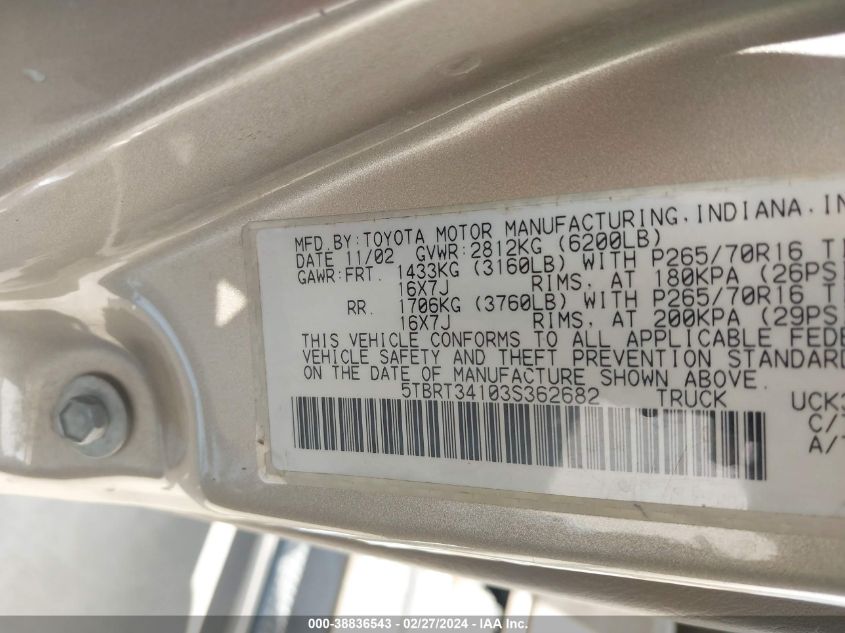 MFD.BY:TOYOTA MOTOR MANUFACTURING.INDIANA.IN
DATE 11/02 GVWR:2812KG (6200LB)
GAWR:FRT. 1433KG (3160LB) WITH P265/70R16
16X7J RIMS, AT 180KPA (26PS
RR. 1706KG (3760LB) WITH P265/70R16
16X7J RIMS, AT 200KPA (29PS
THIS VEHICLE CONFORMS TO ALL APPLICABLE FEDE
VEHICLE SAFETY AND THEFT PREVENTION STANDARD
ON THE DATE OF MANUFACTURE SHOWN ABOVE.
5TBRT34103S362682 TRUCK UCK3
C/
A/
000-38836543 - 02/27/2024 - IAA Inc.